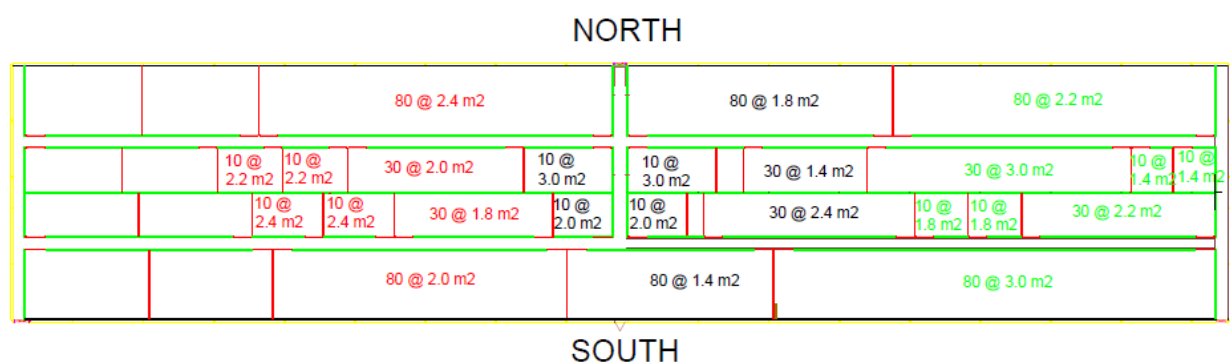 NORTH
80 @ 2.4 m2
80 @ 1.8 m2
80 @ 2.2 m2
10 @
2.2 m2
10 @
2.2 m2
30 @ 2.0 m2
10 @
3.0 m2
10 @
3.0 m2
30 @ 1.4 m2
30 @ 3.0 m2
10 @
1.4 m2
10 @
1.4 m2
10 @
2.4 m2
10 @
2.4 m2
30 @ 1.8 m2
10 @
2.0 m2
10 @
2.0 m2
30 @ 2.4 m2
10 @
1.8 m2
10 @
1.8 m2
30 @ 2.2 m2
80 @ 2.0 m2
80 @ 1.4 m2
80 @ 3.0 m2
SOUTH